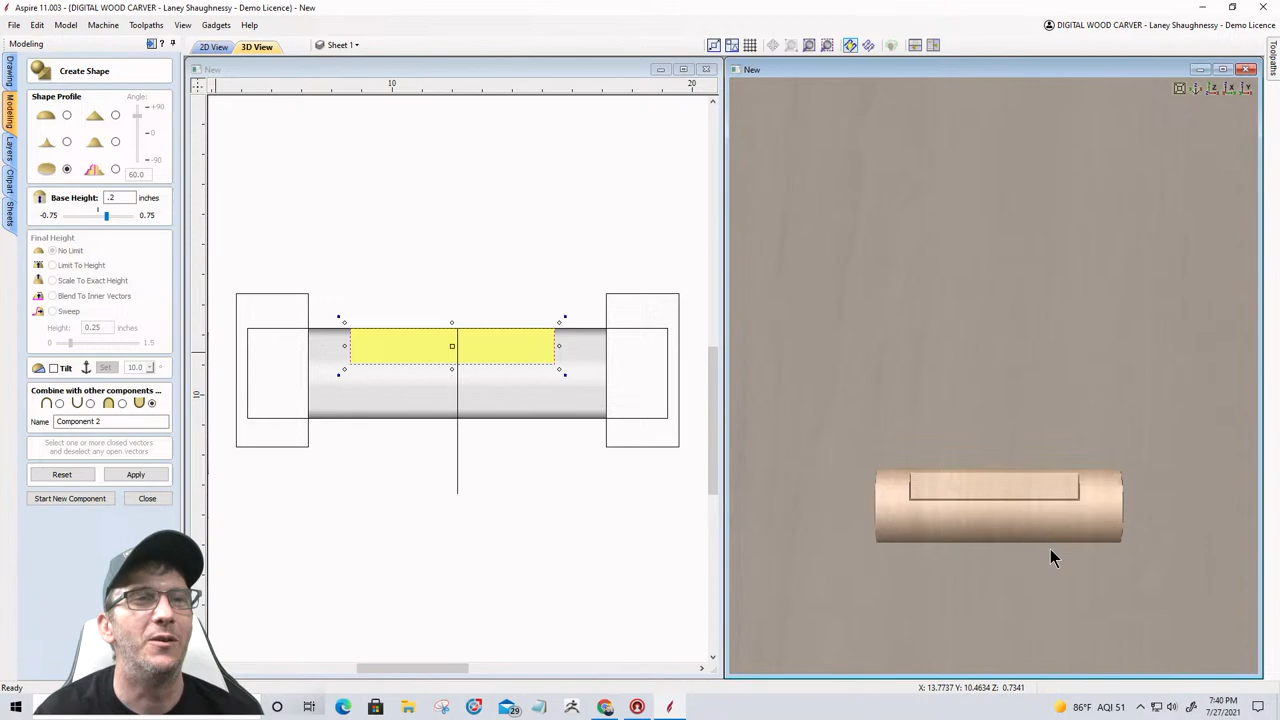 Aspire 11.003 - DIGITAL WOOD CARVER - Laney Shaughnessy - Demo Licence] - New
File Edit Model Machine Toolpaths View Gadgets Help
DIGITAL WOOD CARVER - Laney Shaughnessy - Demo Licence
Modeling
2D View 3D View Sheet 1
Toolpaths
New
New
10 20
10
Drawing
Modeling
Layers
Clipart
Sheets
Create Shape
Shape Profile
Angle:
+90
0
-90
60.0
Base Height: .2 inches
-0.75 0.75
Final Height
No Limit
Limit To Height
Scale To Exact Height
Blend To Inner Vectors
Sweep
Height: 0.25 inches
0 1
Tilt Set 10.0 °
Combine with other components ...
Name Component 2
Select one or more closed vectors
and deselect any open vectors
Reset Apply
Start New Component Close
Ready
X: 13.7737 Y: 10.4634 Z: 0.7341
29
86°F AQI 51
7:40 PM
7/27/2021